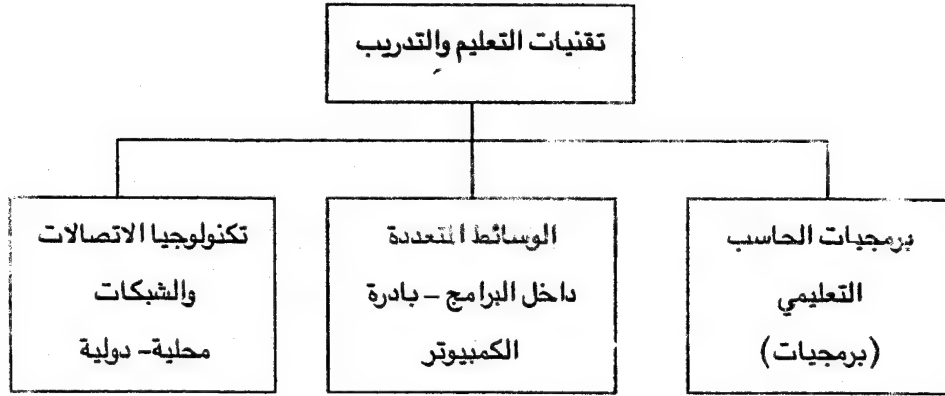 تقنيات التعليم والتدريب
برمجيات الحاسب
التعليمي
(برمجيات)
الوسائط المتعددة
داخل البرامج – بادرة
الكمبيوتر
تكنولوجيا الاتصالات
والشبكات
محلية- دولية